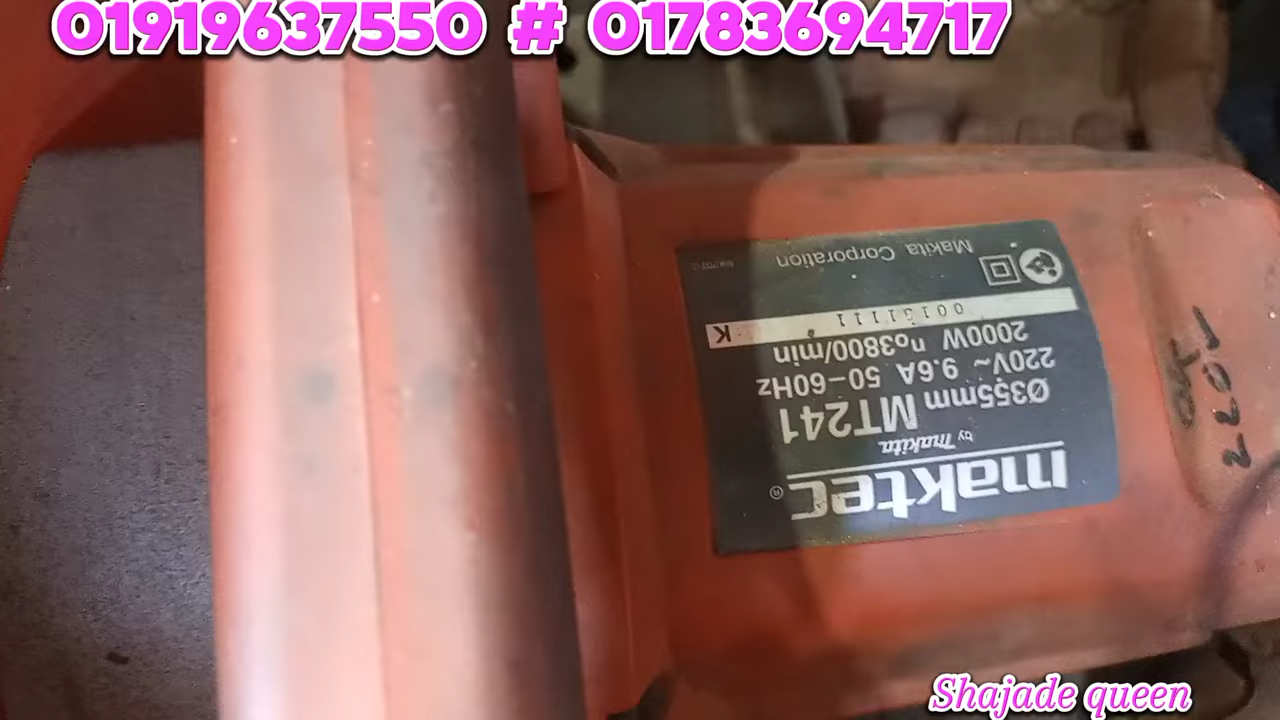 01919637550 # 01783694717
maktec®
by makita
Ø355mm MT241
220V~ 9.6A 50-60Hz
2000W n₀3800/min
K
Makita Corporation
Shajade queen